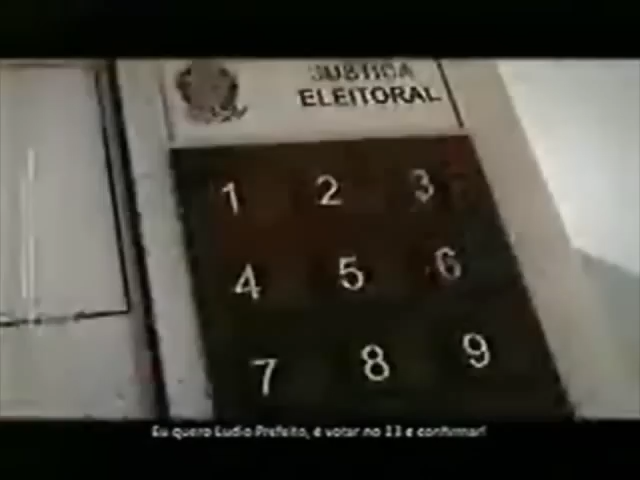 JUSTIÇA
ELEITORAL
1 2 3
4 5 6
7 8 9
Eu quero Ludio Prefeito, é votar no 13 e confirmar!